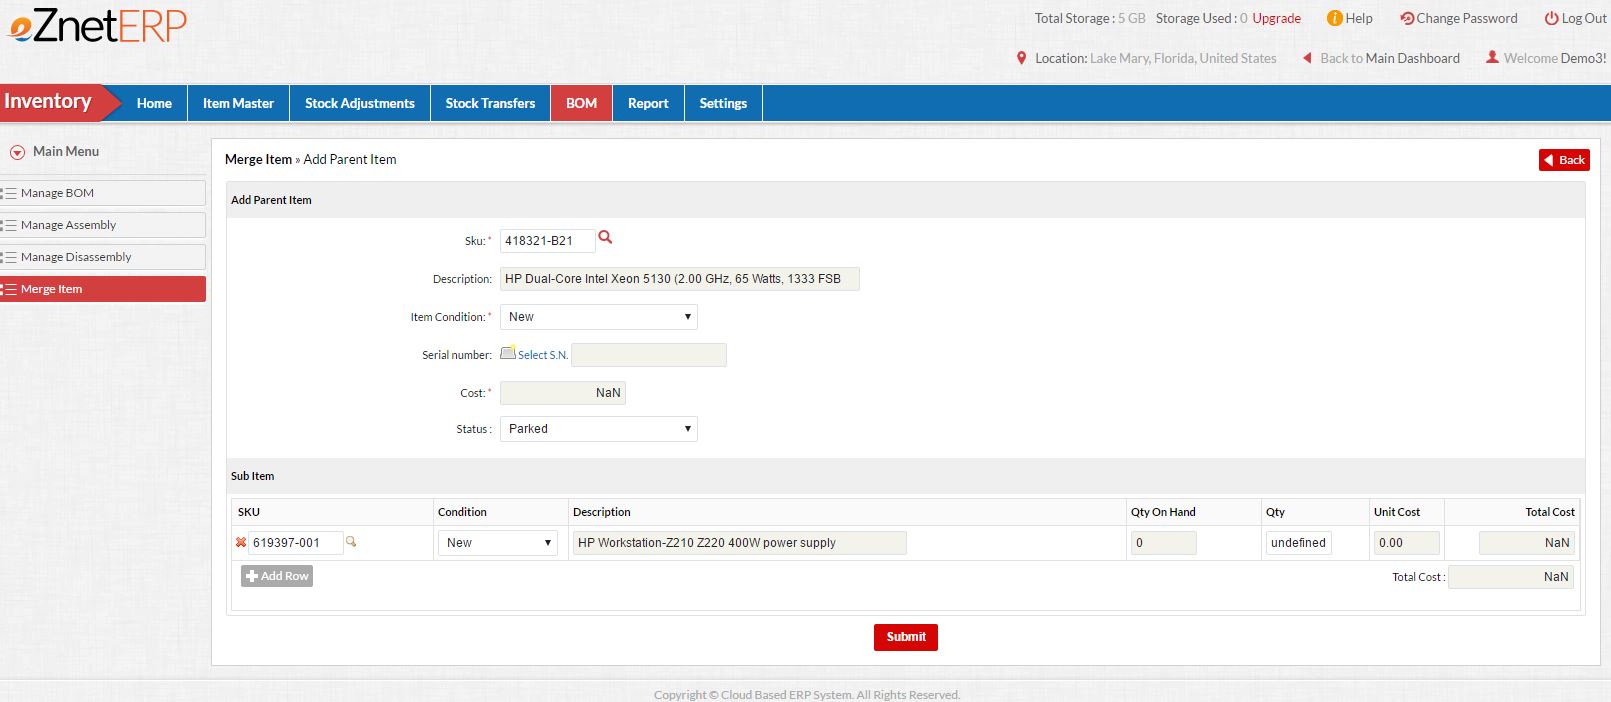 eZnetERP
Total Storage : 5 GB Storage Used : 0 Upgrade Help Change Password Log Out
Location: Lake Mary, Florida, United States Back to Main Dashboard Welcome Demo3!
Inventory Home Item Master Stock Adjustments Stock Transfers BOM Report Settings
Main Menu
Manage BOM
Manage Assembly
Manage Disassembly
Merge Item
Merge Item » Add Parent Item Back
Add Parent Item
Sku: * 418321-B21
Description: HP Dual-Core Intel Xeon 5130 (2.00 GHz, 65 Watts, 1333 FSB
Item Condition: * New
Serial number: Select S.N.
Cost: * NaN
Status : Parked
Sub Item
SKU Condition Description Qty On Hand Qty Unit Cost Total Cost
619397-001 New HP Workstation-Z210 Z220 400W power supply 0 undefined 0.00 NaN
Add Row Total Cost : NaN
Submit
Copyright © Cloud Based ERP System. All Rights Reserved.